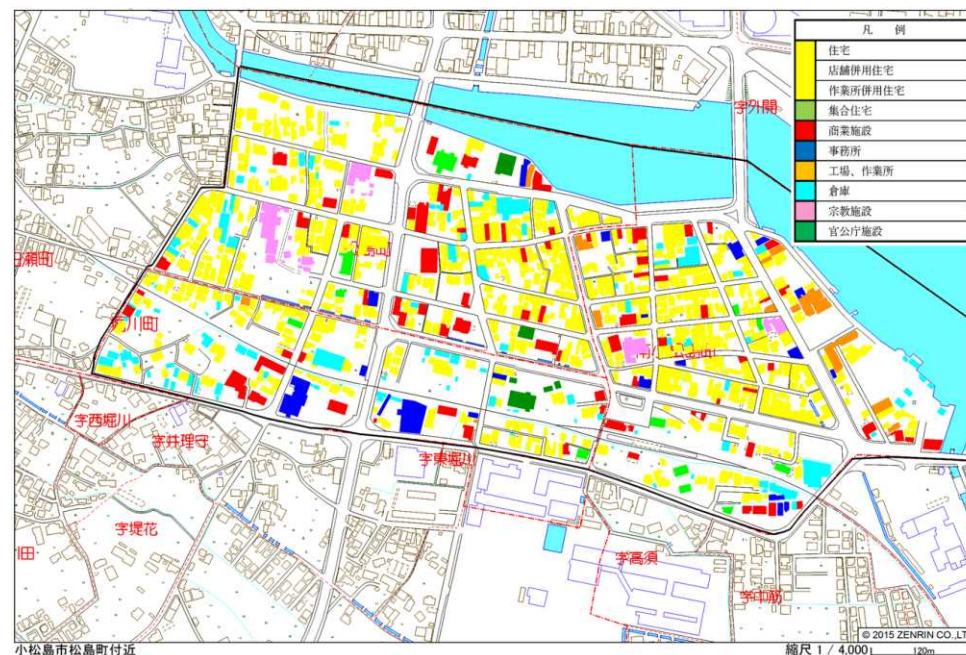 凡 例
住宅
店舗併用住宅
作業所併用住宅
集合住宅
商業施設
事務所
工場、作業所
倉庫
宗教施設
官公庁施設
字外開
川町
字西堀川
字井理守
字東堀川
字堤花
字高須
字中筋
© 2015 ZENRIN CO.,LT
小松島市松島町付近
縮尺 1 / 4,000
120m